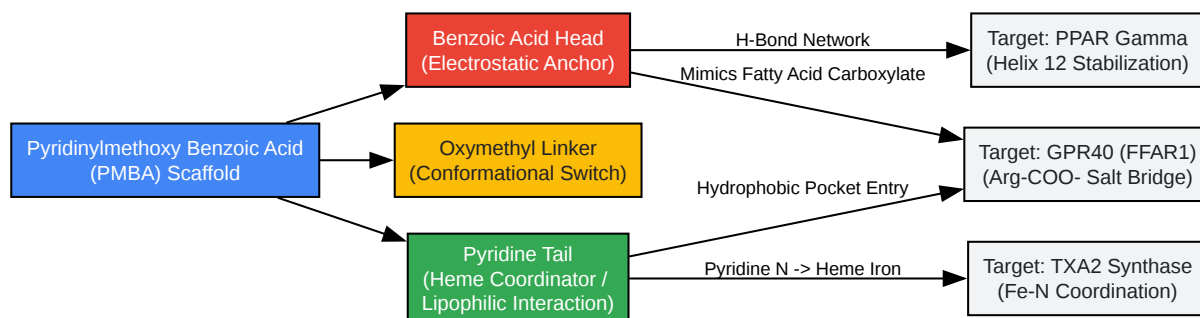 Pyridinylmethoxy Benzoic Acid
(PMBA) Scaffold
Benzoic Acid Head
(Electrostatic Anchor)
Oxymethyl Linker
(Conformational Switch)
Pyridine Tail
(Heme Coordinator /
Lipophilic Interaction)
H-Bond Network
Mimics Fatty Acid Carboxylate
Hydrophobic Pocket Entry
Pyridine N -> Heme Iron
Target: PPAR Gamma
(Helix 12 Stabilization)
Target: GPR40 (FFAR1)
(Arg-COO- Salt Bridge)
Target: TXA2 Synthase
(Fe-N Coordination)